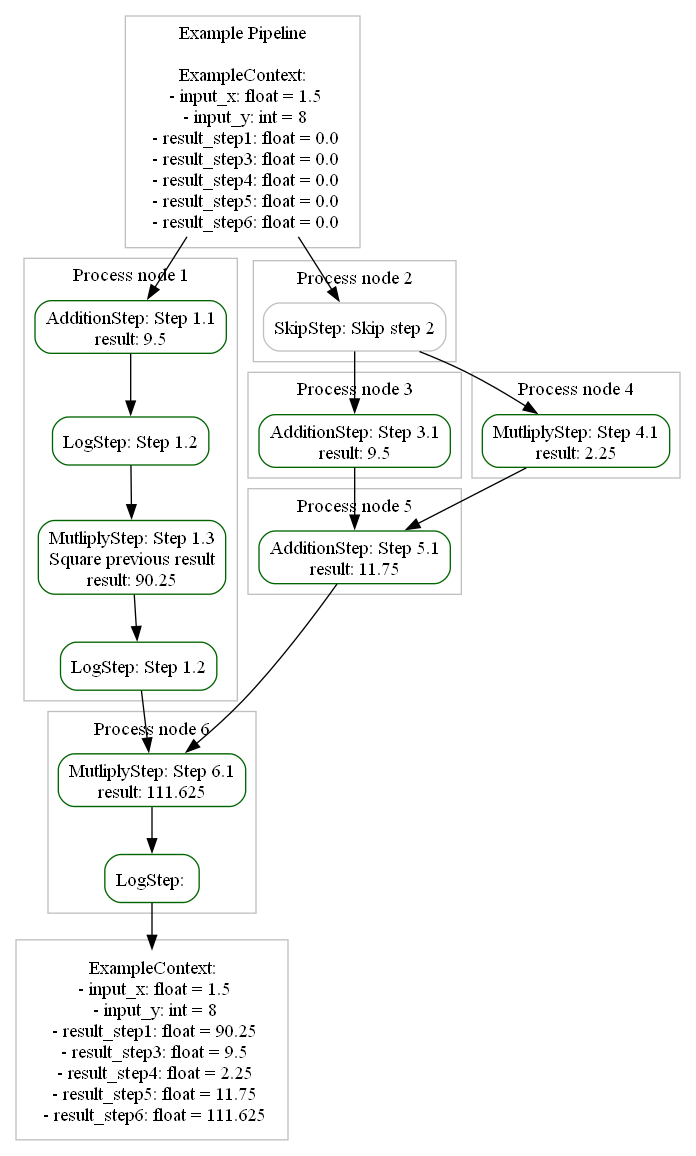 Example Pipeline
ExampleContext:
- input_x: float = 1.5
- input_y: int = 8
- result_step1: float = 0.0
- result_step3: float = 0.0
- result_step4: float = 0.0
- result_step5: float = 0.0
- result_step6: float = 0.0
Process node 1
AdditionStep: Step 1.1
result: 9.5
LogStep: Step 1.2
MutliplyStep: Step 1.3
Square previous result
result: 90.25
LogStep: Step 1.2
Process node 2
SkipStep: Skip step 2
Process node 3
AdditionStep: Step 3.1
result: 9.5
Process node 4
MutliplyStep: Step 4.1
result: 2.25
Process node 5
AdditionStep: Step 5.1
result: 11.75
Process node 6
MutliplyStep: Step 6.1
result: 111.625
LogStep:
ExampleContext:
- input_x: float = 1.5
- input_y: int = 8
- result_step1: float = 90.25
- result_step3: float = 9.5
- result_step4: float = 2.25
- result_step5: float = 11.75
- result_step6: float = 111.625